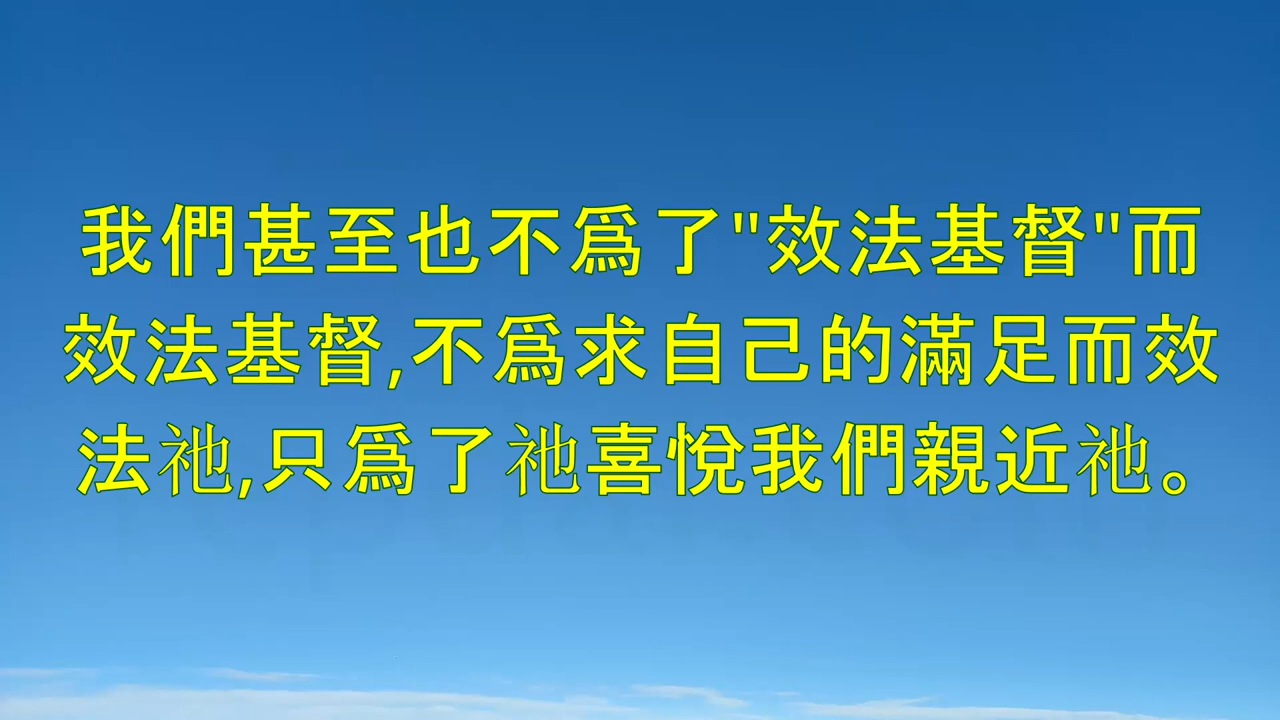 我們甚至也不爲了"效法基督"而
效法基督,不爲求自己的滿足而效
法祂,只爲了祂喜悅我們親近祂。